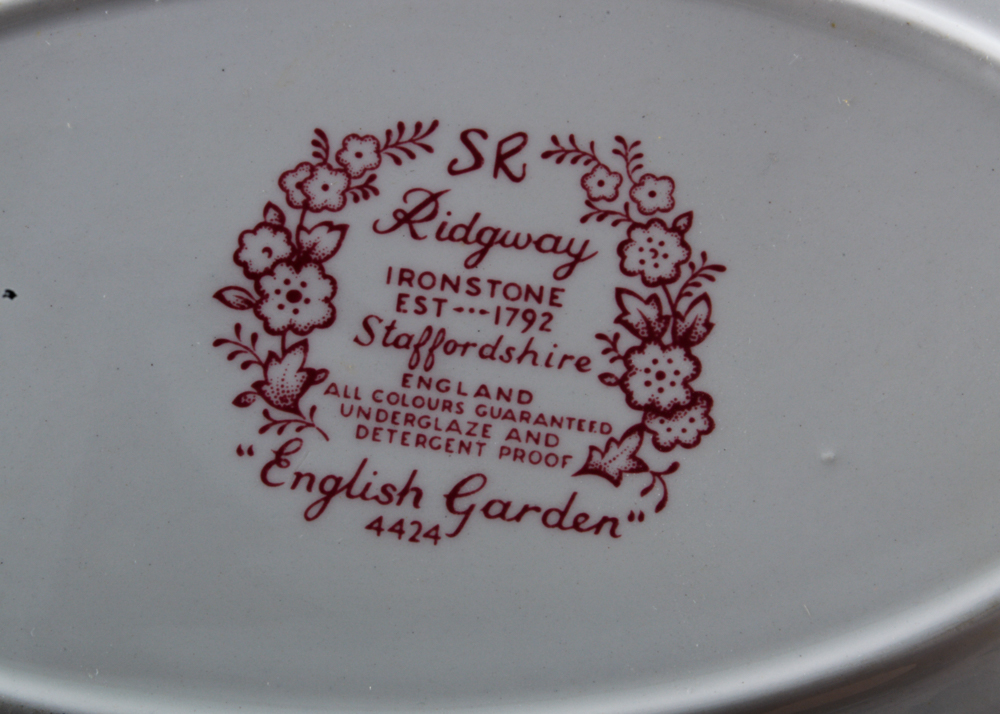 SR
Ridgway
IRONSTONE
EST---1792
Staffordshire
ENGLAND
ALL COLOURS GUARANTEED
UNDERGLAZE AND
DETERGENT PROOF
"English Garden"
4424